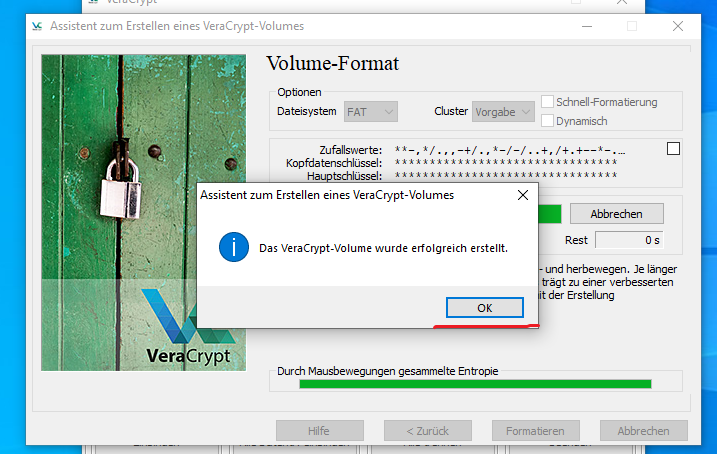 VeraCrypt
Assistent zum Erstellen eines VeraCrypt-Volumes
Volume-Format
Optionen
Dateisystem FAT Cluster Vorgabe Schnell-Formatierung
Dynamisch
Zufallswerte: **-,*/.,,-+/.,*-/-/..+,/+.+--*-...
Kopfdatenschlüssel: ********************************
Hauptschlüssel: ********************************
Abbrechen
Rest 0 s
- und herbewegen. Je länger
trägt zu einer verbesserten
it der Erstellung
Assistent zum Erstellen eines VeraCrypt-Volumes
Das VeraCrypt-Volume wurde erfolgreich erstellt.
OK
VeraCrypt
Durch Mausbewegungen gesammelte Entropie
Hilfe < Zurück Formatieren Abbrechen